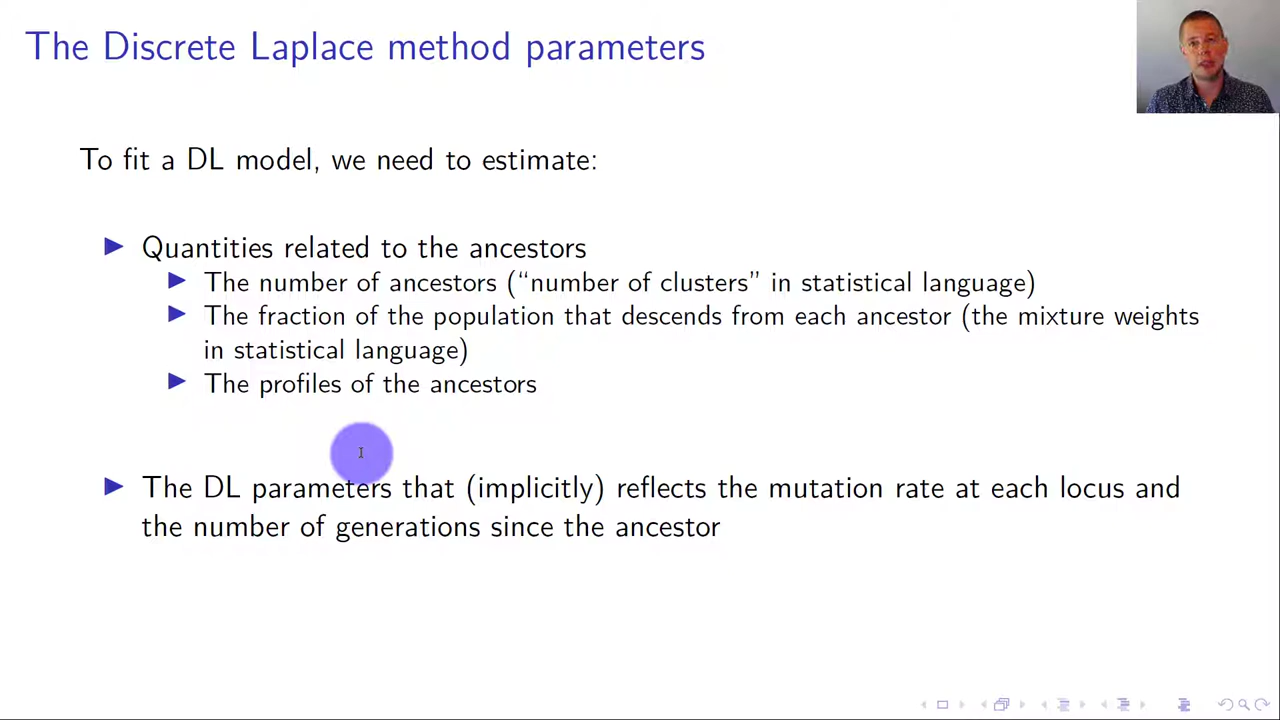 The Discrete Laplace method parameters
To fit a DL model, we need to estimate:
Quantities related to the ancestors
The number of ancestors (“number of clusters” in statistical language)
The fraction of the population that descends from each ancestor (the mixture weights
in statistical language)
The profiles of the ancestors
The DL parameters that (implicitly) reflects the mutation rate at each locus and
the number of generations since the ancestor